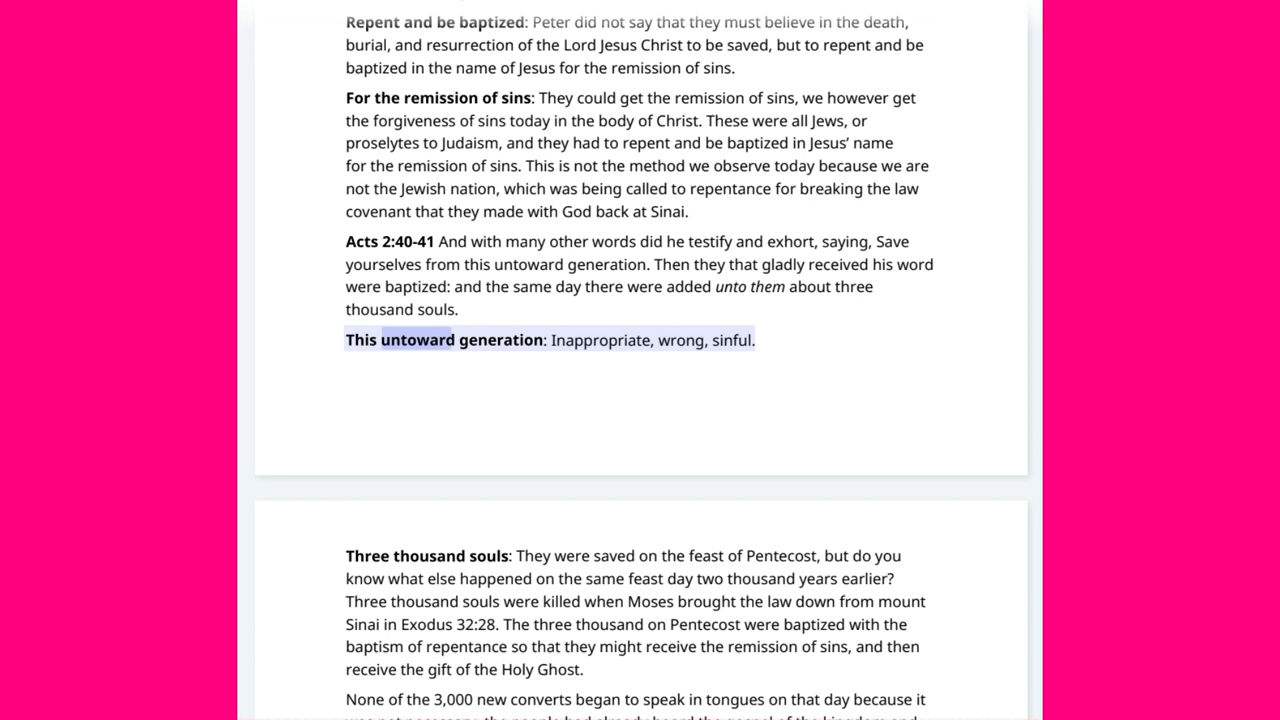 Repent and be baptized: Peter did not say that they must believe in the death,
burial, and resurrection of the Lord Jesus Christ to be saved, but to repent and be
baptized in the name of Jesus for the remission of sins.
For the remission of sins: They could get the remission of sins, we however get
the forgiveness of sins today in the body of Christ. These were all Jews, or
proselytes to Judaism, and they had to repent and be baptized in Jesus’ name
for the remission of sins. This is not the method we observe today because we are
not the Jewish nation, which was being called to repentance for breaking the law
covenant that they made with God back at Sinai.
Acts 2:40-41 And with many other words did he testify and exhort, saying, Save
yourselves from this untoward generation. Then they that gladly received his word
were baptized: and the same day there were added unto them about three
thousand souls.
This untoward generation: Inappropriate, wrong, sinful.
Three thousand souls: They were saved on the feast of Pentecost, but do you
know what else happened on the same feast day two thousand years earlier?
Three thousand souls were killed when Moses brought the law down from mount
Sinai in Exodus 32:28. The three thousand on Pentecost were baptized with the
baptism of repentance so that they might receive the remission of sins, and then
receive the gift of the Holy Ghost.
None of the 3,000 new converts began to speak in tongues on that day because it